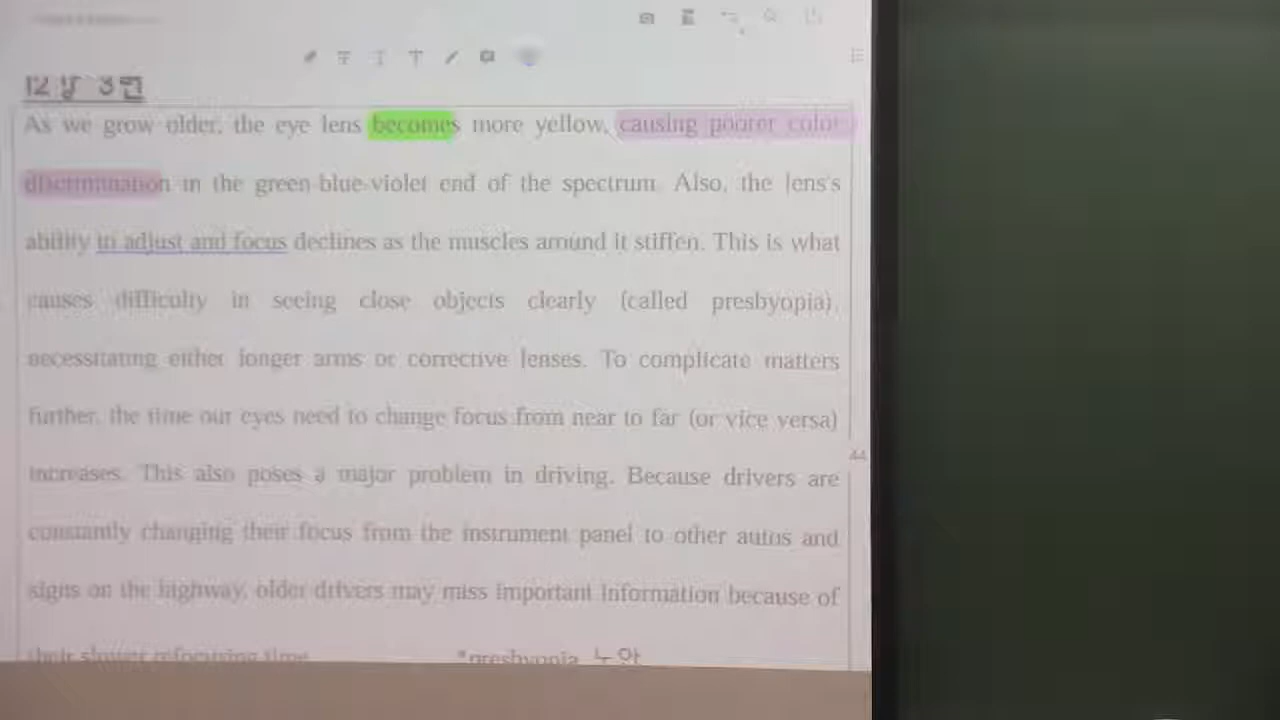 12강 3번
As we grow older, the eye lens becomes more yellow, causing poorer color
discrimination in the green-blue-violet end of the spectrum. Also, the lens's
ability to adjust and focus declines as the muscles around it stiffen. This is what
causes difficulty in seeing close objects clearly (called presbyopia),
necessitating either longer arms or corrective lenses. To complicate matters
further, the time our eyes need to change focus from near to far (or vice versa)
increases. This also poses a major problem in driving. Because drivers are
constantly changing their focus from the instrument panel to other autos and
signs on the highway, older drivers may miss important information because of
their slower refocusing time. *presbyopia 노안
44